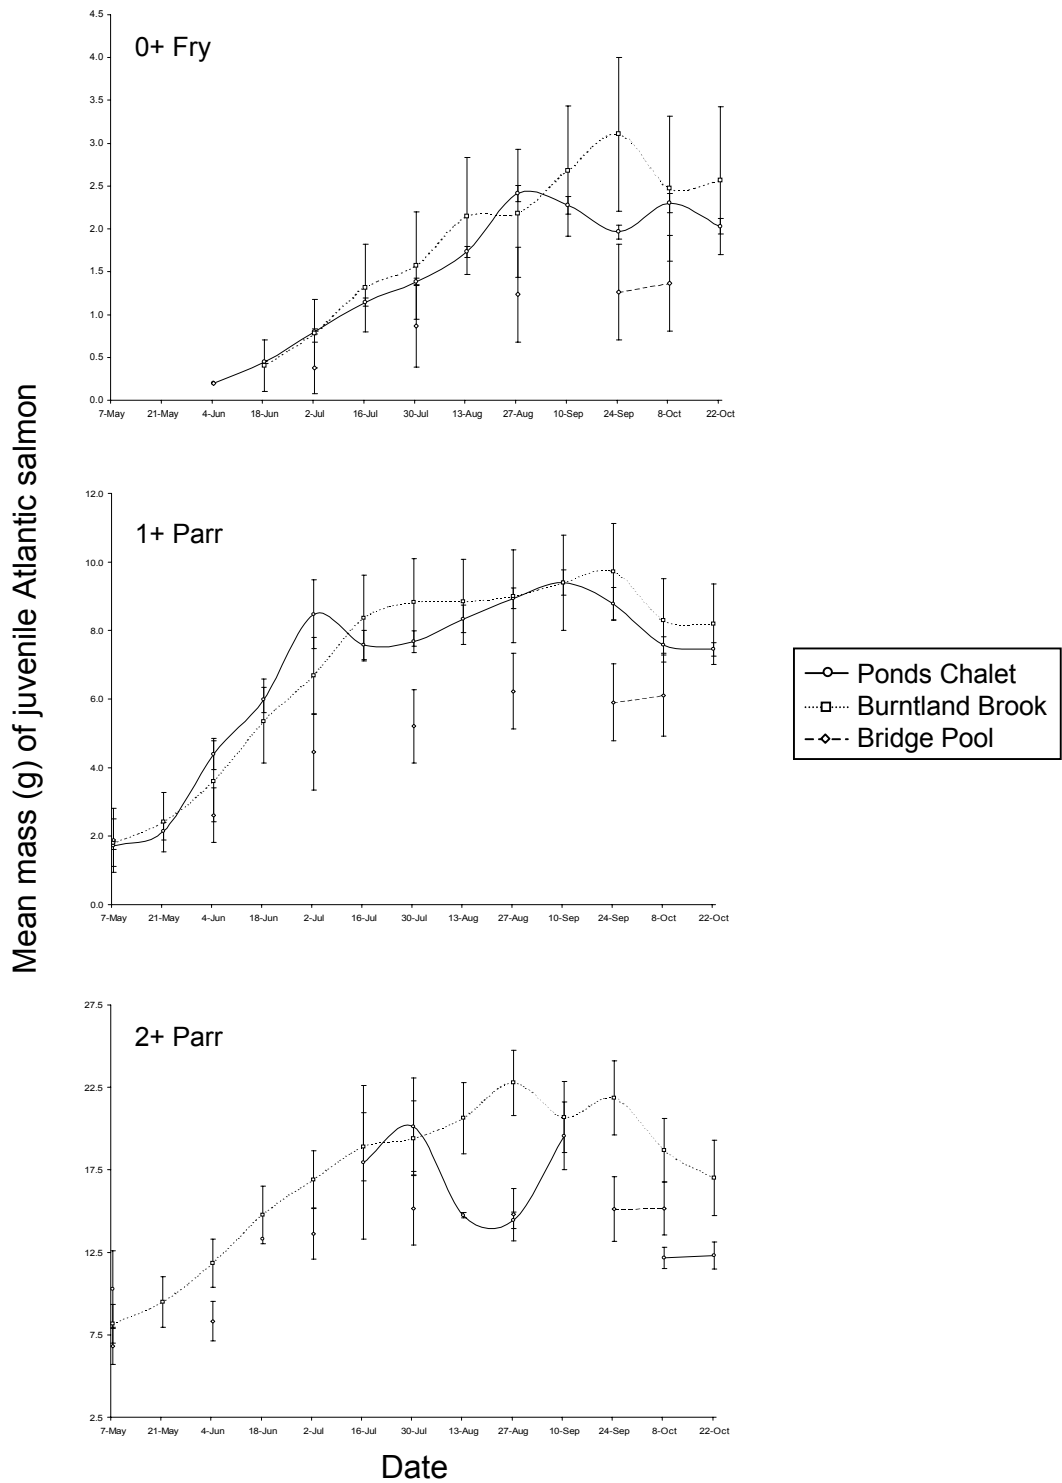 0+ Fry
4.5
4.0
3.5
3.0
2.5
2.0
1.5
1.0
0.5
0.0
7-May 21-May 4-Jun 18-Jun 2-Jul 16-Jul 30-Jul 13-Aug 27-Aug 10-Sep 24-Sep 8-Oct 22-Oct
Mean mass (g) of juvenile Atlantic salmon
1+ Parr
12.0
10.0
8.0
6.0
4.0
2.0
0.0
7-May 21-May 4-Jun 18-Jun 2-Jul 16-Jul 30-Jul 13-Aug 27-Aug 10-Sep 24-Sep 8-Oct 22-Oct
Ponds Chalet
Burntland Brook
Bridge Pool
2+ Parr
27.5
22.5
17.5
12.5
7.5
2.5
7-May 21-May 4-Jun 18-Jun 2-Jul 16-Jul 30-Jul 13-Aug 27-Aug 10-Sep 24-Sep 8-Oct 22-Oct
Date